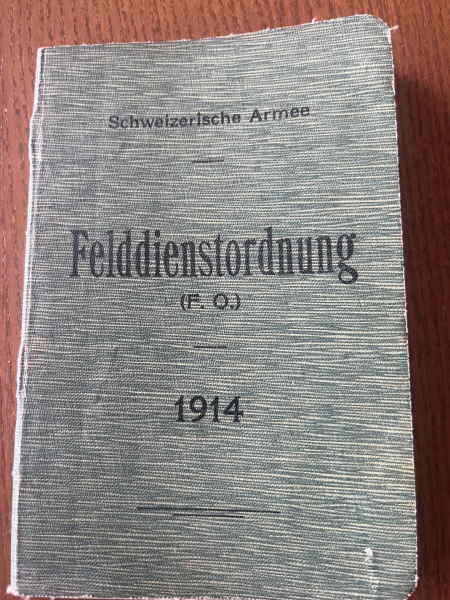 Schweizerische Armee
Felddienstordnung
(F. O.)
1914